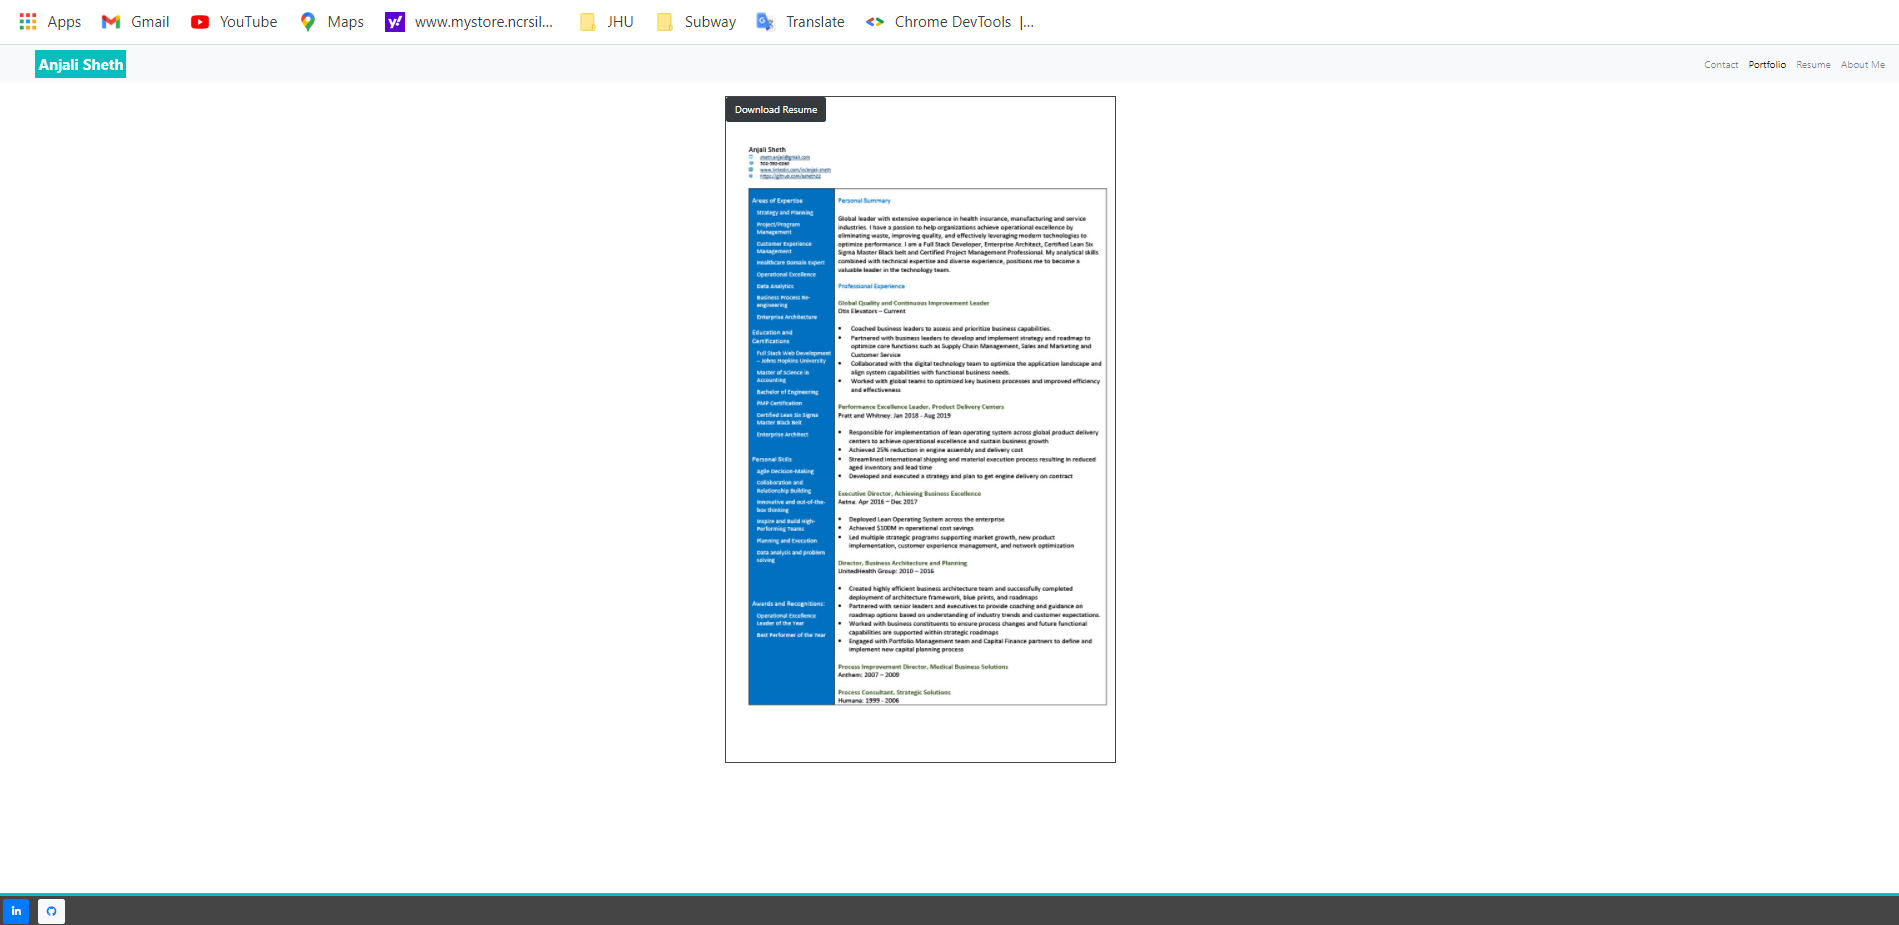 Apps Gmail YouTube Maps www.mystore.ncrsil... JHU Subway Translate Chrome DevTools |...
Anjali Sheth
Contact Portfolio Resume About Me
Download Resume
Anjali Sheth
www.linkedin.com/in/anjali-sheth
Areas of Expertise
Strategy and Planning
Project/Program
Management
Customer Experience
Management
Healthcare Domain Expert
Operational Excellence
Data Analytics
Business Process Re-
engineering
Enterprise Architecture
Education and
Certifications
Full Stack Web Development
– Johns Hopkins University
Master of Science in
Accounting
Bachelor of Engineering
PMP Certification
Certified Lean Six Sigma
Master Black Belt
Enterprise Architect
Personal Skills
Agile Decision-Making
Collaboration and
Relationship Building
Innovative and out-of-the-
box thinking
Inspire and Build High-
Performing Teams
Planning and Execution
Data analysis and problem
solving
Awards and Recognitions:
Operational Excellence
Leader of the Year
Best Performer of the Year
Personal Summary
Global leader with extensive experience in health insurance, manufacturing and service
industries. I have a passion to help organizations achieve operational excellence by
eliminating waste, improving quality, and effectively leveraging modern technologies to
optimize performance. I am a Full Stack Developer, Enterprise Architect, Certified Lean Six
Sigma Master Black belt and Certified Project Management Professional. My analytical skills
combined with technical expertise and diverse experience, positions me to become a
valuable leader in the technology team.
Professional Experience
Global Quality and Continuous Improvement Leader
Otis Elevators – Current
• Coached business leaders to assess and prioritize business capabilities.
• Partnered with business leaders to develop and implement strategy and roadmap to
optimize core functions such as Supply Chain Management, Sales and Marketing and
Customer Service
• Collaborated with the digital technology team to optimize the application landscape and
align system capabilities with functional business needs.
• Worked with global teams to optimized key business processes and improved efficiency
and effectiveness
Performance Excellence Leader, Product Delivery Centers
Pratt and Whitney: Jan 2018 - Aug 2019
• Responsible for implementation of lean operating system across global product delivery
centers to achieve operational excellence and sustain business growth
• Achieved 25% reduction in engine assembly and delivery cost
• Streamlined international shipping and material execution process resulting in reduced
aged inventory and lead time
• Developed and executed a strategy and plan to get engine delivery on contract
Executive Director, Achieving Business Excellence
Aetna: Apr 2016 – Dec 2017
• Deployed Lean Operating System across the enterprise
• Achieved $100M in operational cost savings
• Led multiple strategic programs supporting market growth, new product
implementation, customer experience management, and network optimization
Director, Business Architecture and Planning
UnitedHealth Group: 2010 – 2016
• Created highly efficient business architecture team and successfully completed
deployment of architecture framework, blue prints, and roadmaps
• Partnered with senior leaders and executives to provide coaching and guidance on
roadmap options based on understanding of industry trends and customer expectations.
• Worked with business constituents to ensure process changes and future functional
capabilities are supported within strategic roadmaps
• Engaged with Portfolio Management team and Capital Finance partners to define and
implement new capital planning process
Process Improvement Director, Medical Business Solutions
Anthem: 2007 – 2009
Process Consultant, Strategic Solutions
Humana: 1999 - 2006